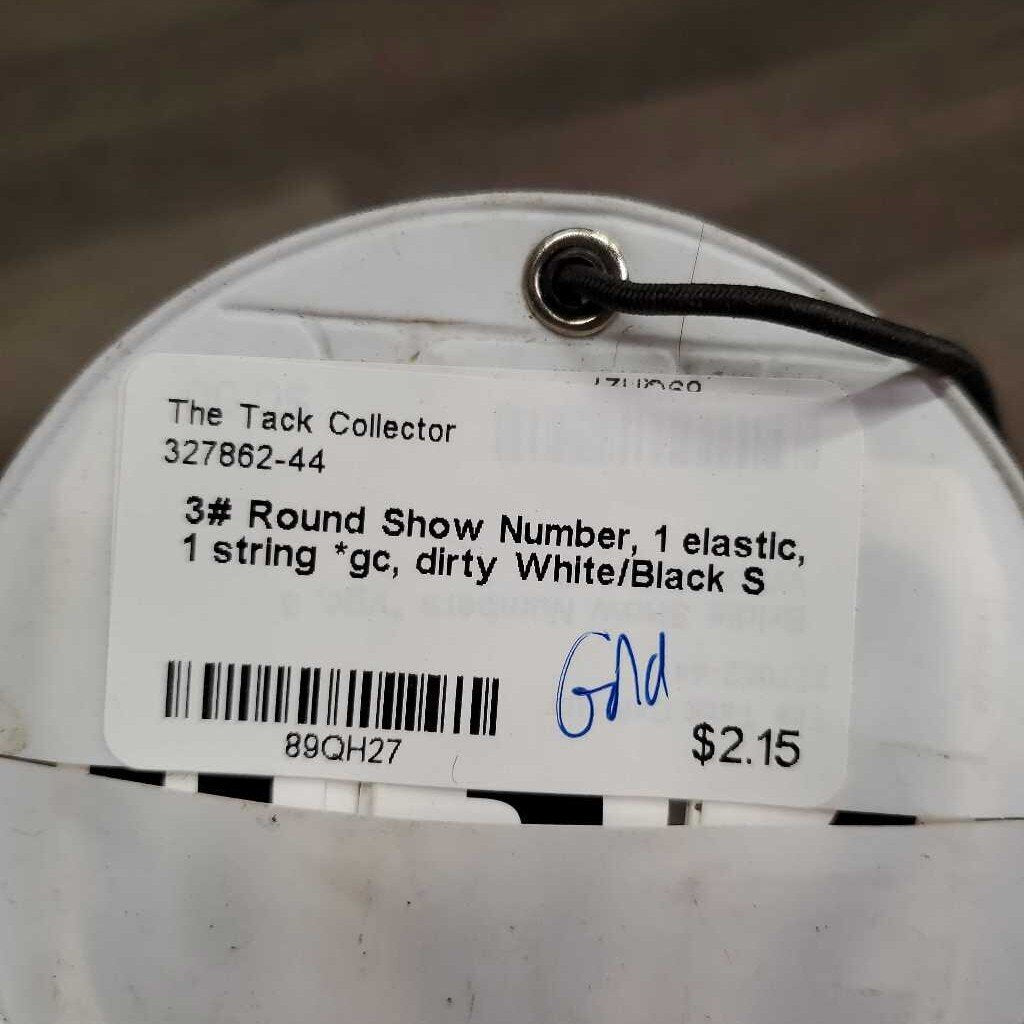 The Tack Collector
327862-44
3# Round Show Number, 1 elastic,
1 string *gc, dirty White/Black S
89QH27
$2.15